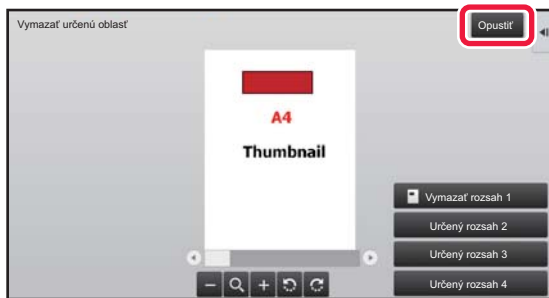 Vymazať určenú oblasť
Opustiť
A4
Thumbnail
Vymazať rozsah 1
Určený rozsah 2
Určený rozsah 3
Určený rozsah 4